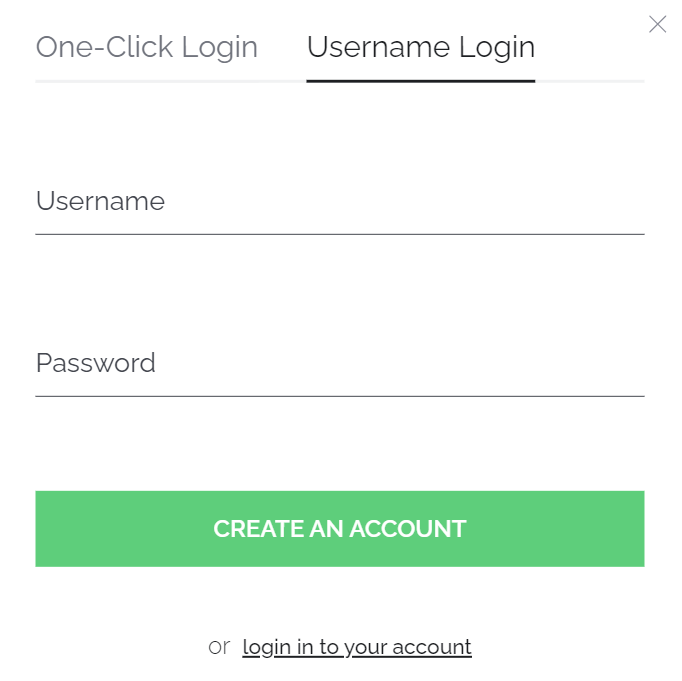 One-Click Login Username Login
Username
Password
CREATE AN ACCOUNT
or login in to your account